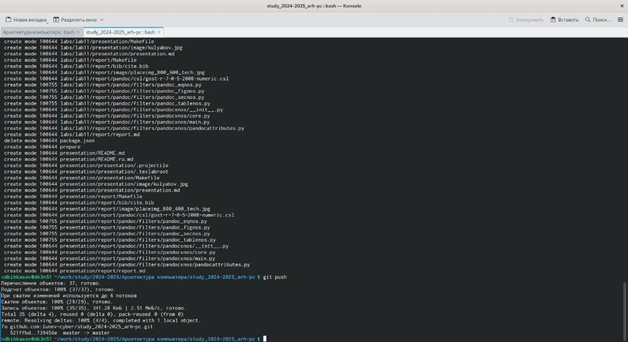 study_2024-2025_arh-pc : bash — Konsole
Новая вкладка Разделить окно Копировать Вставить Поиск...
Архитектура компьютера : bash study_2024-2025_arh-pc : bash
create mode 100644 labs/lab11/presentation/Makefile
create mode 100644 labs/lab11/presentation/image/kulyabov.jpg
create mode 100644 labs/lab11/presentation/presentation.md
create mode 100644 labs/lab11/report/Makefile
create mode 100644 labs/lab11/report/bib/cite.bib
create mode 100644 labs/lab11/report/image/placeimg_800_600_tech.jpg
create mode 100644 labs/lab11/report/pandoc/csl/gost-r-7-0-5-2008-numeric.csl
create mode 100755 labs/lab11/report/pandoc/filters/pandoc_eqnos.py
create mode 100755 labs/lab11/report/pandoc/filters/pandoc_fignos.py
create mode 100755 labs/lab11/report/pandoc/filters/pandoc_secnos.py
create mode 100755 labs/lab11/report/pandoc/filters/pandoc_tablenos.py
create mode 100644 labs/lab11/report/pandoc/filters/pandocxnos/__init__.py
create mode 100644 labs/lab11/report/pandoc/filters/pandocxnos/core.py
create mode 100644 labs/lab11/report/pandoc/filters/pandocxnos/main.py
create mode 100644 labs/lab11/report/pandoc/filters/pandocxnos/pandocattributes.py
create mode 100644 labs/lab11/report/report.md
delete mode 100644 package.json
create mode 100644 prepare
create mode 100644 presentation/README.md
create mode 100644 presentation/README.ru.md
create mode 100644 presentation/presentation/.projectile
create mode 100644 presentation/presentation/.texlabroot
create mode 100644 presentation/presentation/Makefile
create mode 100644 presentation/presentation/image/kulyabov.jpg
create mode 100644 presentation/presentation/presentation.md
create mode 100644 presentation/report/Makefile
create mode 100644 presentation/report/bib/cite.bib
create mode 100644 presentation/report/image/placeimg_800_600_tech.jpg
create mode 100644 presentation/report/pandoc/csl/gost-r-7-0-5-2008-numeric.csl
create mode 100755 presentation/report/pandoc/filters/pandoc_eqnos.py
create mode 100755 presentation/report/pandoc/filters/pandoc_fignos.py
create mode 100755 presentation/report/pandoc/filters/pandoc_secnos.py
create mode 100755 presentation/report/pandoc/filters/pandoc_tablenos.py
create mode 100644 presentation/report/pandoc/filters/pandocxnos/__init__.py
create mode 100644 presentation/report/pandoc/filters/pandocxnos/core.py
create mode 100644 presentation/report/pandoc/filters/pandocxnos/main.py
create mode 100644 presentation/report/pandoc/filters/pandocxnos/pandocattributes.py
create mode 100644 presentation/report/report.md
~/work/study/2024-2025/Архитектура компьютера/study_2024-2025_arh-pc $ git push
Перечисление объектов: 37, готово.
Подсчет объектов: 100% (37/37), готово.
При сжатии изменений используется до 6 потоков
Сжатие объектов: 100% (29/29), готово.
Запись объектов: 100% (35/35), 341.28 КиБ | 2.51 МиБ/с, готово.
Total 35 (delta 4), reused 0 (delta 0), pack-reused 0 (from 0)
remote: Resolving deltas: 100% (4/4), completed with 1 local object.
To github.com:lunev-cyber/study_2024-2025_arh-pc.git
master -> master
~/work/study/2024-2025/Архитектура компьютера/study_2024-2025_arh-pc $